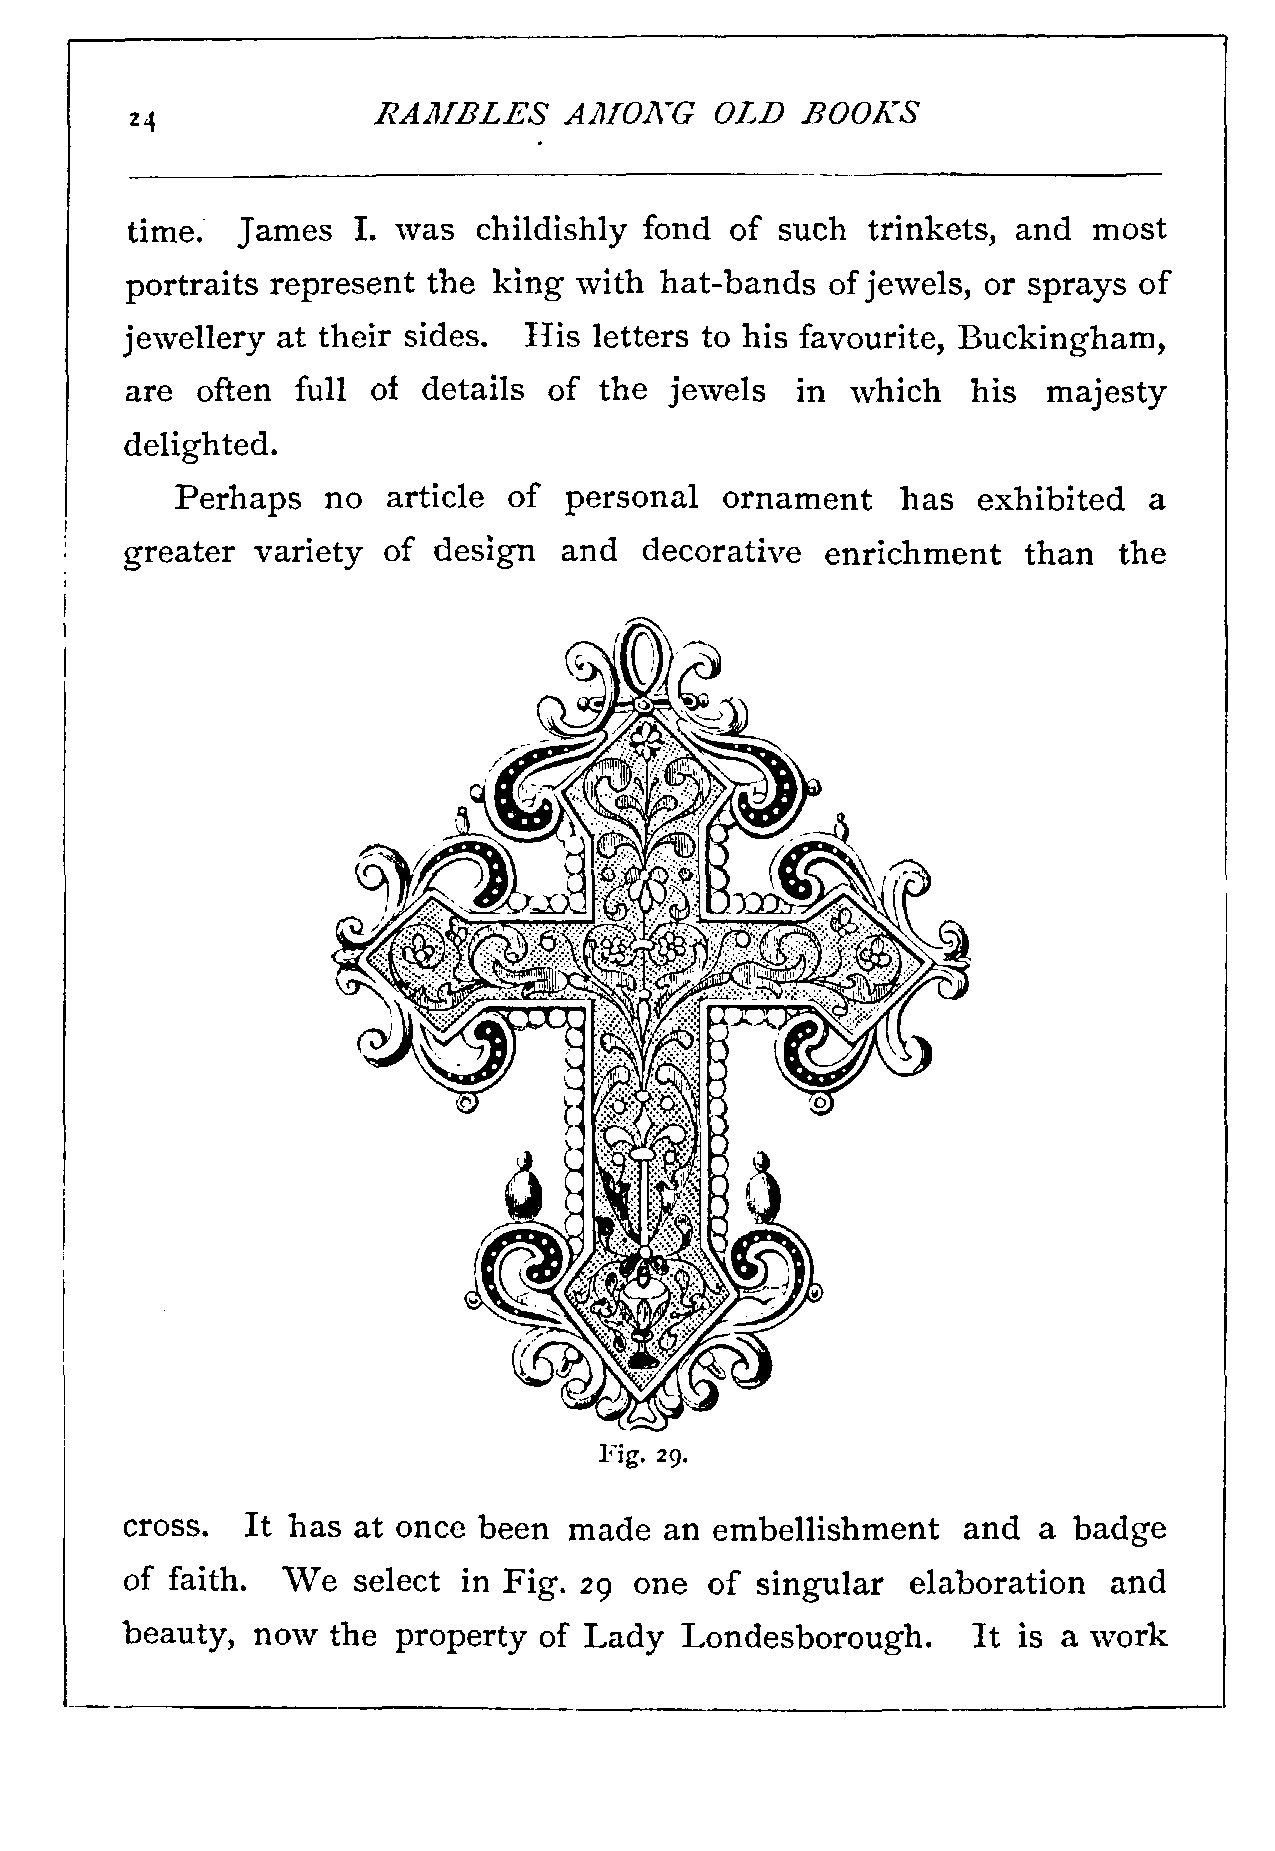 24 RAMBLES AMONG OLD BOOKS
time. James I. was childishly fond of such trinkets, and most
portraits represent the king with hat-bands of jewels, or sprays of
jewellery at their sides. His letters to his favourite, Buckingham,
are often full of details of the jewels in which his majesty
delighted.
Perhaps no article of personal ornament has exhibited a
greater variety of design and decorative enrichment than the
Fig. 29.
cross. It has at once been made an embellishment and a badge
of faith. We select in Fig. 29 one of singular elaboration and
beauty, now the property of Lady Londesborough. It is a work